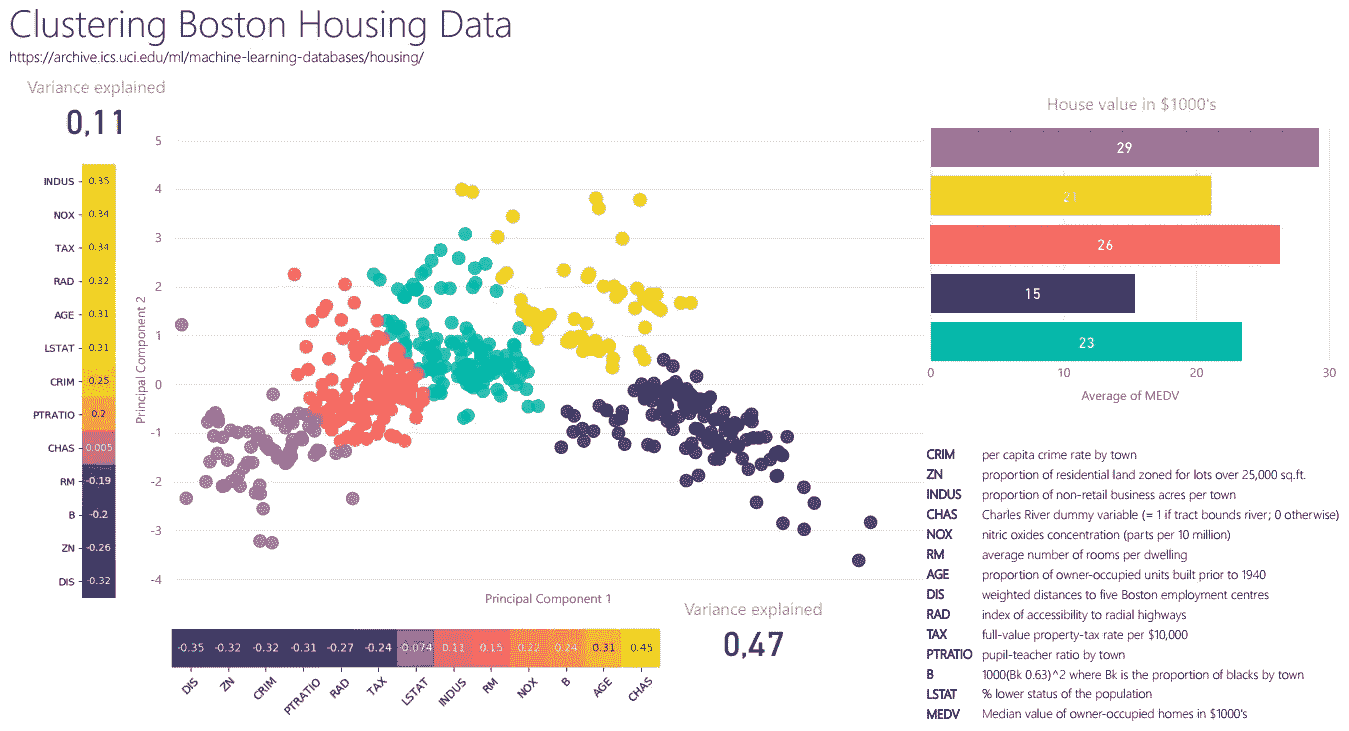 Clustering Boston Housing Data
https://archive.ics.uci.edu/ml/machine-learning-databases/housing/
Variance explained
0,11
INDUS 0.35
NOX 0.34
TAX 0.34
RAD 0.32
AGE 0.31
LSTAT 0.31
CRIM 0.25
PTRATIO 0.2
CHAS 0.005
RM -0.19
B -0.2
ZN -0.26
DIS -0.32
Principal Component 2
5
4
3
2
1
0
-1
-2
-3
-4
Principal Component 1
-0.35 -0.32 -0.32 -0.31 -0.27 -0.24 -0.074 0.11 0.15 0.22 0.24 0.31 0.45
DIS ZN CRIM PTRATIO RAD TAX LSTAT INDUS RM NOX B AGE CHAS
Variance explained
0,47
House value in $1000's
29
21
26
15
23
0 10 20 30
Average of MEDV
CRIM per capita crime rate by town
ZN proportion of residential land zoned for lots over 25,000 sq.ft.
INDUS proportion of non-retail business acres per town
CHAS Charles River dummy variable (= 1 if tract bounds river; 0 otherwise)
NOX nitric oxides concentration (parts per 10 million)
RM average number of rooms per dwelling
AGE proportion of owner-occupied units built prior to 1940
DIS weighted distances to five Boston employment centres
RAD index of accessibility to radial highways
TAX full-value property-tax rate per $10,000
PTRATIO pupil-teacher ratio by town
B 1000(Bk 0.63)^2 where Bk is the proportion of blacks by town
LSTAT % lower status of the population
MEDV Median value of owner-occupied homes in $1000's